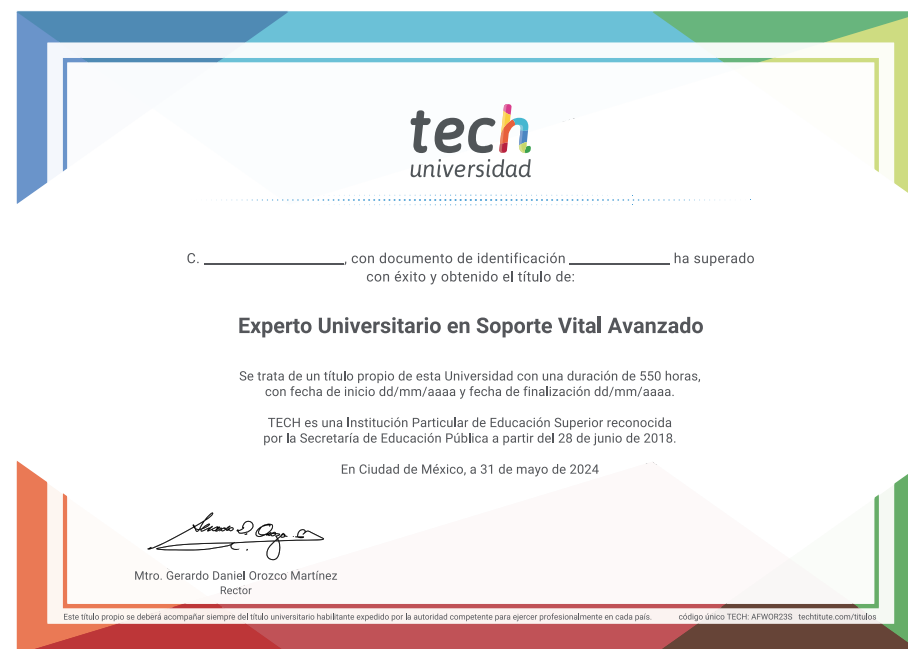 tech
universidad
C. ____________________, con documento de identificación ______________ ha superado
con éxito y obtenido el título de:
Experto Universitario en Soporte Vital Avanzado
Se trata de un título propio de esta Universidad con una duración de 550 horas,
con fecha de inicio dd/mm/aaaa y fecha de finalización dd/mm/aaaa.
TECH es una Institución Particular de Educación Superior reconocida
por la Secretaría de Educación Pública a partir del 28 de junio de 2018.
En Ciudad de México, a 31 de mayo de 2024
Mtro. Gerardo Daniel Orozco Martínez
Rector
Este título propio se deberá acompañar siempre del título universitario habilitante expedido por la autoridad competente para ejercer profesionalmente en cada país. código único TECH: AFWOR23S techtitute.com/titulos